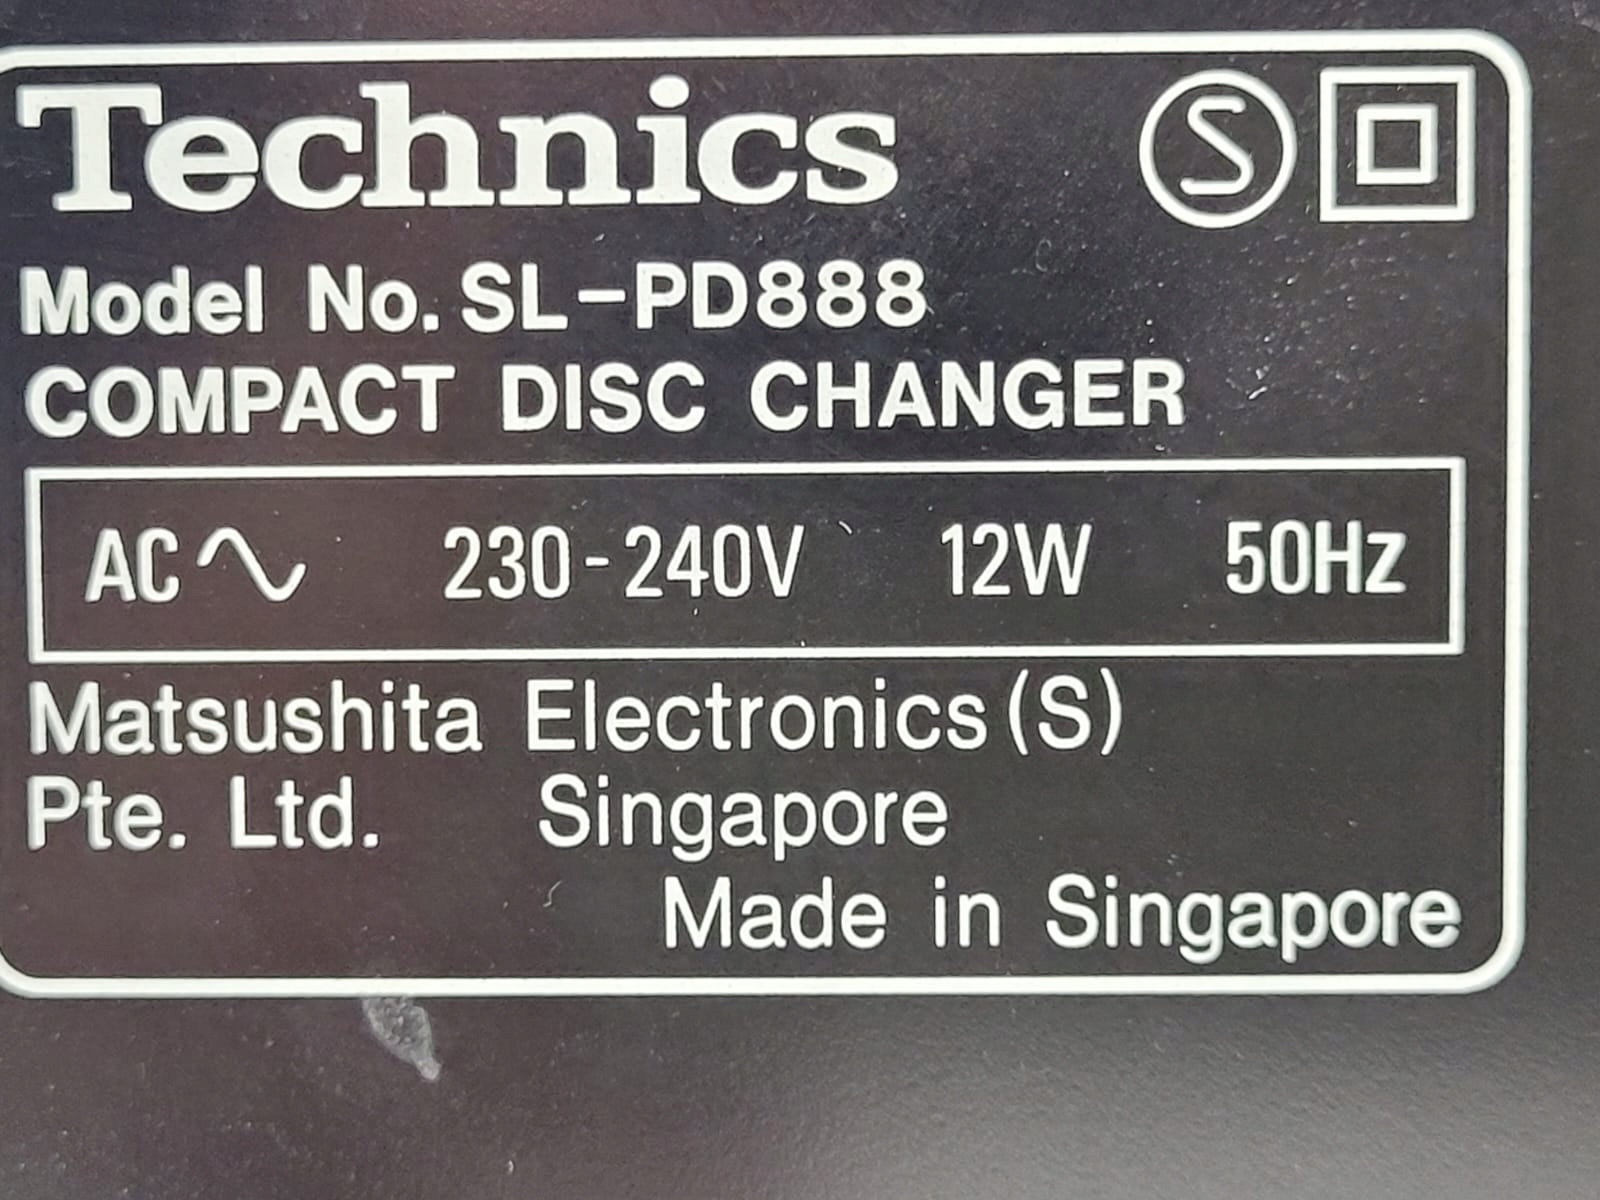 Technics
S
Model No. SL-PD888
COMPACT DISC CHANGER
AC 230-240V 12W 50Hz
Matsushita Electronics (S)
Pte. Ltd. Singapore
Made in Singapore